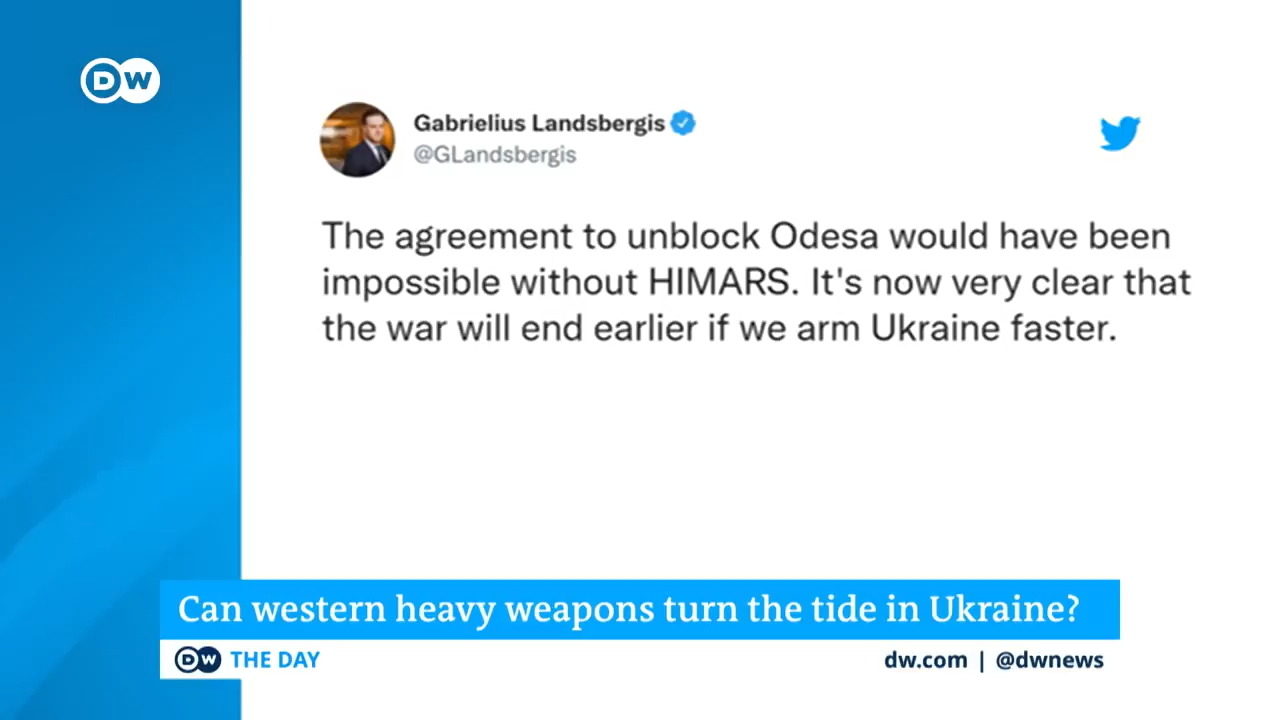 DW
Gabrielius Landsbergis
@GLandsbergis
The agreement to unblock Odesa would have been
impossible without HIMARS. It's now very clear that
the war will end earlier if we arm Ukraine faster.
Can western heavy weapons turn the tide in Ukraine?
DW THE DAY
dw.com | @dwnews